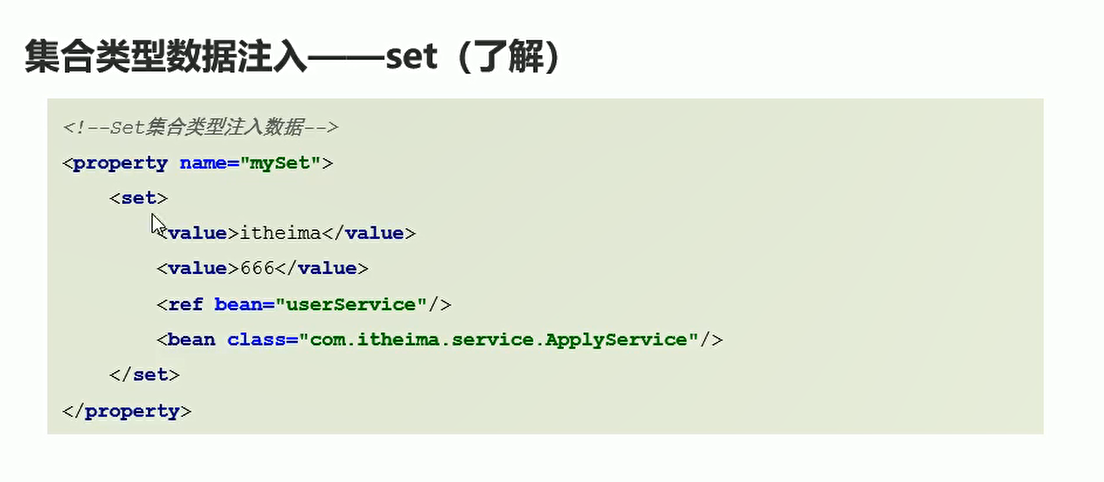 集合类型数据注入——set（了解）
<!--Set集合类型注入数据-->
<property name="mySet">
<set>
<value>itheima</value>
<value>666</value>
<ref bean="userService"/>
<bean class="com.itheima.service.ApplyService"/>
</set>
</property>